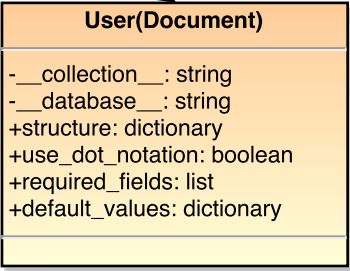 User(Document)
-__collection__: string
-__database__: string
+structure: dictionary
+use_dot_notation: boolean
+required_fields: list
+default_values: dictionary